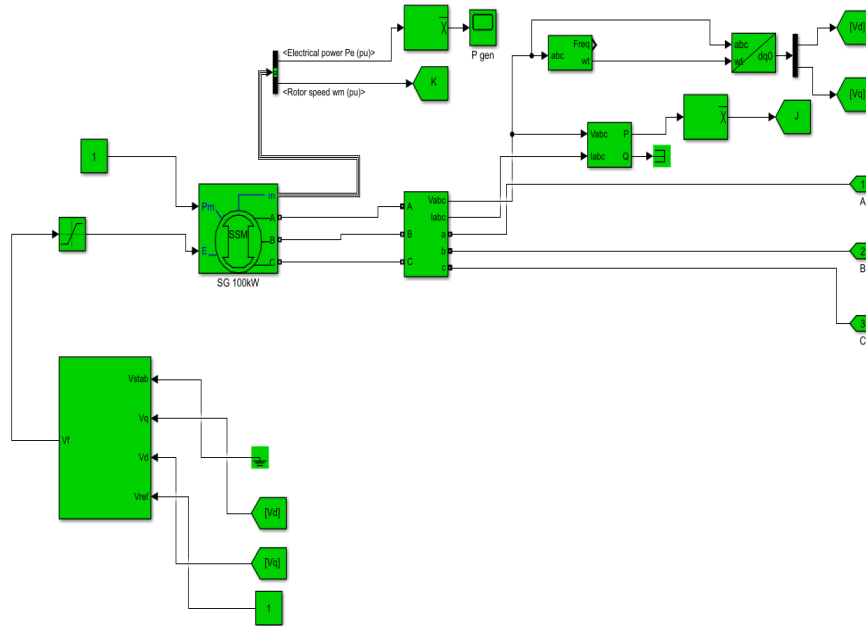 <Electrical power Pe (pu)>
P gen
<Rotor speed wm (pu)>
K
Freq
abc
wt
abc
wt
dq0
[Vd]
[Vq]
Vabc
Iabc
P
Q
J
1
Pm
m
E
SSM
A
B
C
SG 100kW
A
B
C
Vabc
Iabc
a
b
c
1
A
2
B
3
C
Vstab
Vq
Vf
Vd
Vref
[Vd]
[Vq]
1